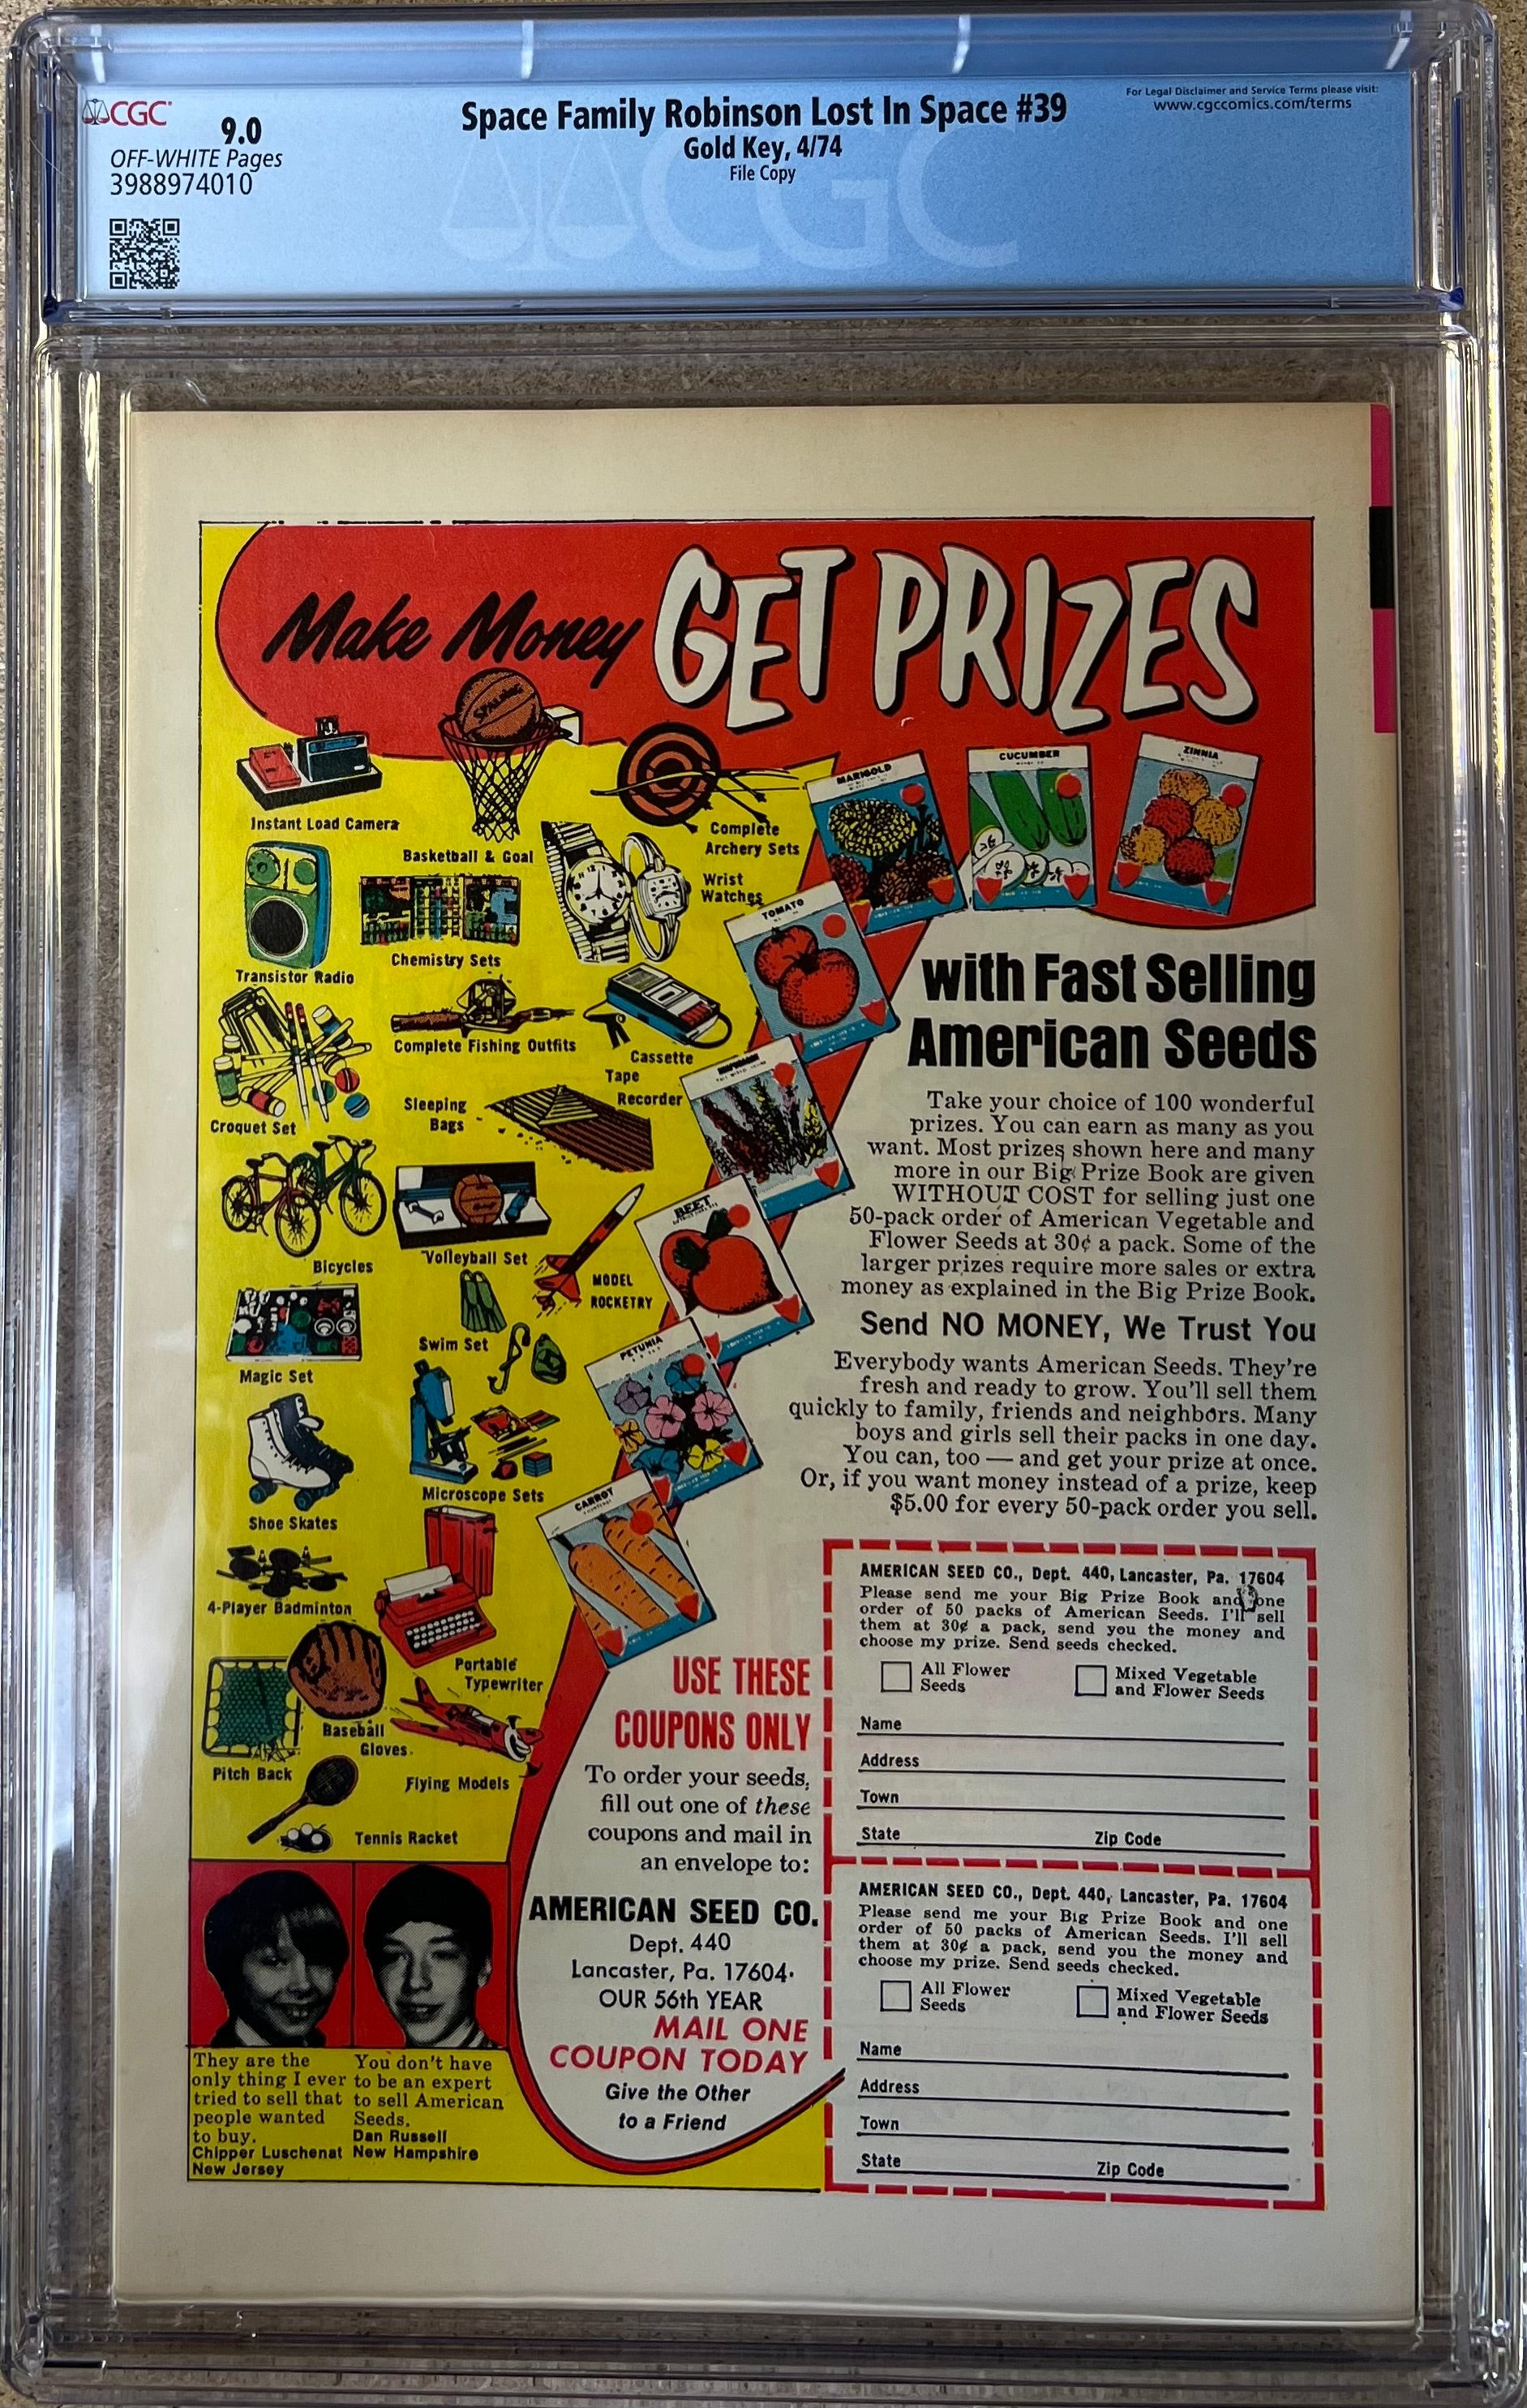 CGC
9.0
OFF-WHITE Pages
3988974010
Space Family Robinson Lost In Space #39
Gold Key, 4/74
File Copy
For Legal Disclaimer and Service Terms please visit:
www.cgccomics.com/terms
CGC
Make Money GET PRIZES
SPALDING
Instant Load Camera
Basketball & Goal
Complete
Archery Sets
Wrist
Watches
Transistor Radio
Chemistry Sets
Complete Fishing Outfits
Cassette
Tape
Recorder
Croquet Set
Sleeping
Bags
Bicycles
Volleyball Set
MODEL
ROCKETRY
Magic Set
Swim Set
Shoe Skates
Microscope Sets
4-Player Badminton
Portable
Typewriter
Baseball
Gloves
Pitch Back
Flying Models
Tennis Racket
MARIGOLD
CUCUMBER
ZINNIA
TOMATO
BEET
PETUNIA
CARROT
with Fast Selling
American Seeds
Take your choice of 100 wonderful
prizes. You can earn as many as you
want. Most prizes shown here and many
more in our Big Prize Book are given
WITHOUT COST for selling just one
50-pack order of American Vegetable and
Flower Seeds at 30¢ a pack. Some of the
larger prizes require more sales or extra
money as explained in the Big Prize Book.
Send NO MONEY, We Trust You
Everybody wants American Seeds. They're
fresh and ready to grow. You'll sell them
quickly to family, friends and neighbors. Many
boys and girls sell their packs in one day.
You can, too — and get your prize at once.
Or, if you want money instead of a prize, keep
$5.00 for every 50-pack order you sell.
USE THESE
COUPONS ONLY
To order your seeds,
fill out one of these
coupons and mail in
an envelope to:
AMERICAN SEED CO.
Dept. 440
Lancaster, Pa. 17604
OUR 56th YEAR
MAIL ONE
COUPON TODAY
Give the Other
to a Friend
AMERICAN SEED CO., Dept. 440, Lancaster, Pa. 17604
Please send me your Big Prize Book and one
order of 50 packs of American Seeds. I'll sell
them at 30¢ a pack, send you the money and
choose my prize. Send seeds checked.
All Flower
Seeds
Mixed Vegetable
and Flower Seeds
Name
Address
Town
State Zip Code
AMERICAN SEED CO., Dept. 440, Lancaster, Pa. 17604
Please send me your Big Prize Book and one
order of 50 packs of American Seeds. I'll sell
them at 30¢ a pack, send you the money and
choose my prize. Send seeds checked.
All Flower
Seeds
Mixed Vegetable
and Flower Seeds
Name
Address
Town
State Zip Code
They are the
only thing I ever
tried to sell that
people wanted
to buy.
Chipper Luschenat
New Jersey
You don't have
to be an expert
to sell American
Seeds.
Dan Russell
New Hampshire